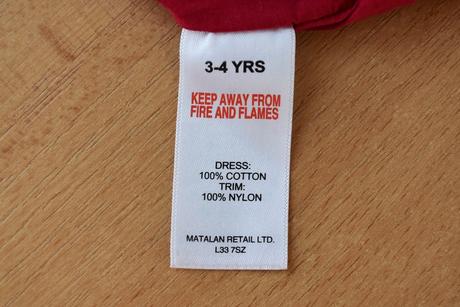 3-4 YRS
KEEP AWAY FROM
FIRE AND FLAMES
DRESS:
100% COTTON
TRIM:
100% NYLON
MATALAN RETAIL LTD.
L33 7SZ